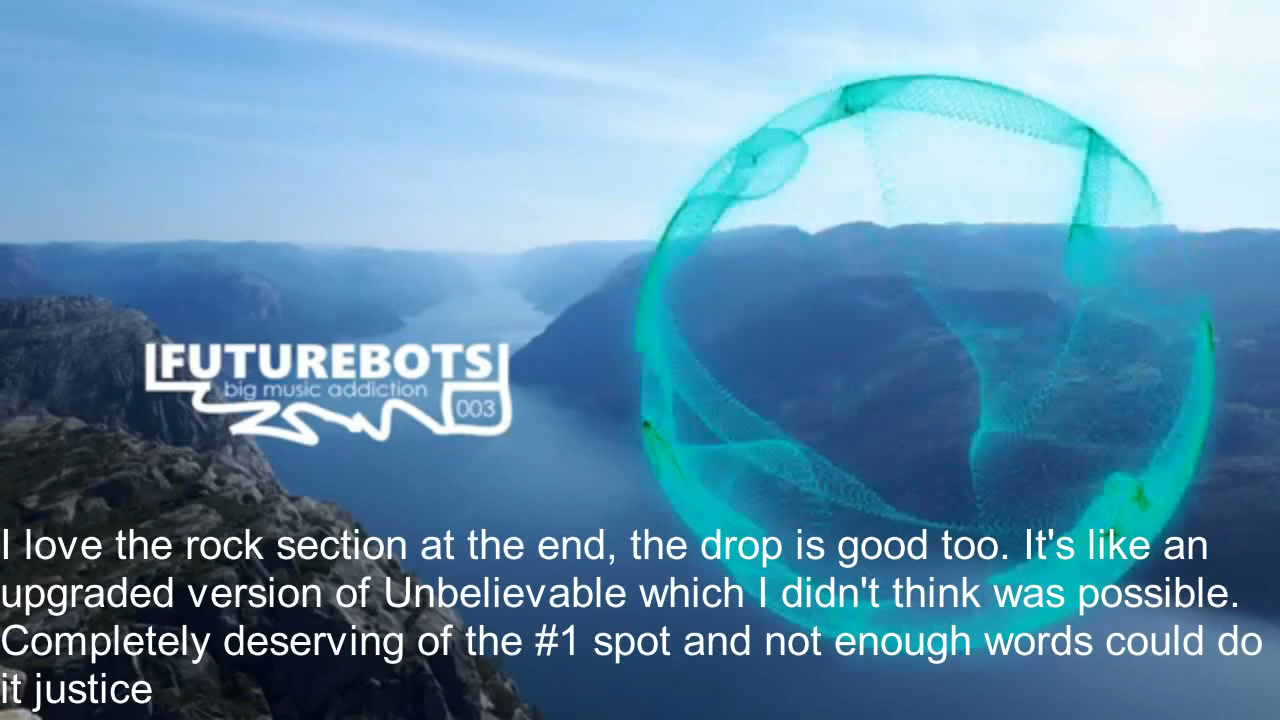 FUTUREBOTS
big music addiction
003
I love the rock section at the end, the drop is good too. It's like an
upgraded version of Unbelievable which I didn't think was possible.
Completely deserving of the #1 spot and not enough words could do
it justice